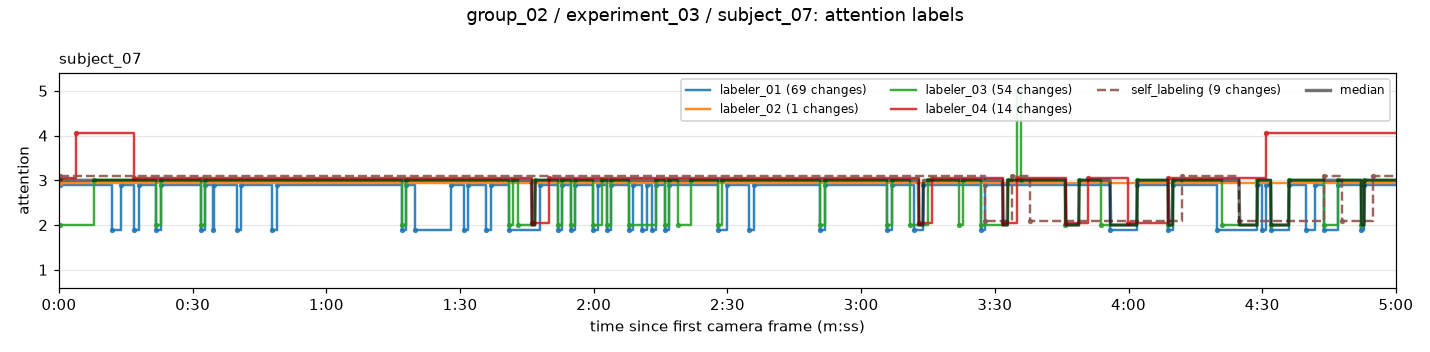 group_02 / experiment_03 / subject_07: attention labels
subject_07
labeler_01 (69 changes)
labeler_02 (1 changes)
labeler_03 (54 changes)
labeler_04 (14 changes)
self_labeling (9 changes)
median
attention
5
4
3
2
1
0:00 0:30 1:00 1:30 2:00 2:30 3:00 3:30 4:00 4:30 5:00
time since first camera frame (m:ss)